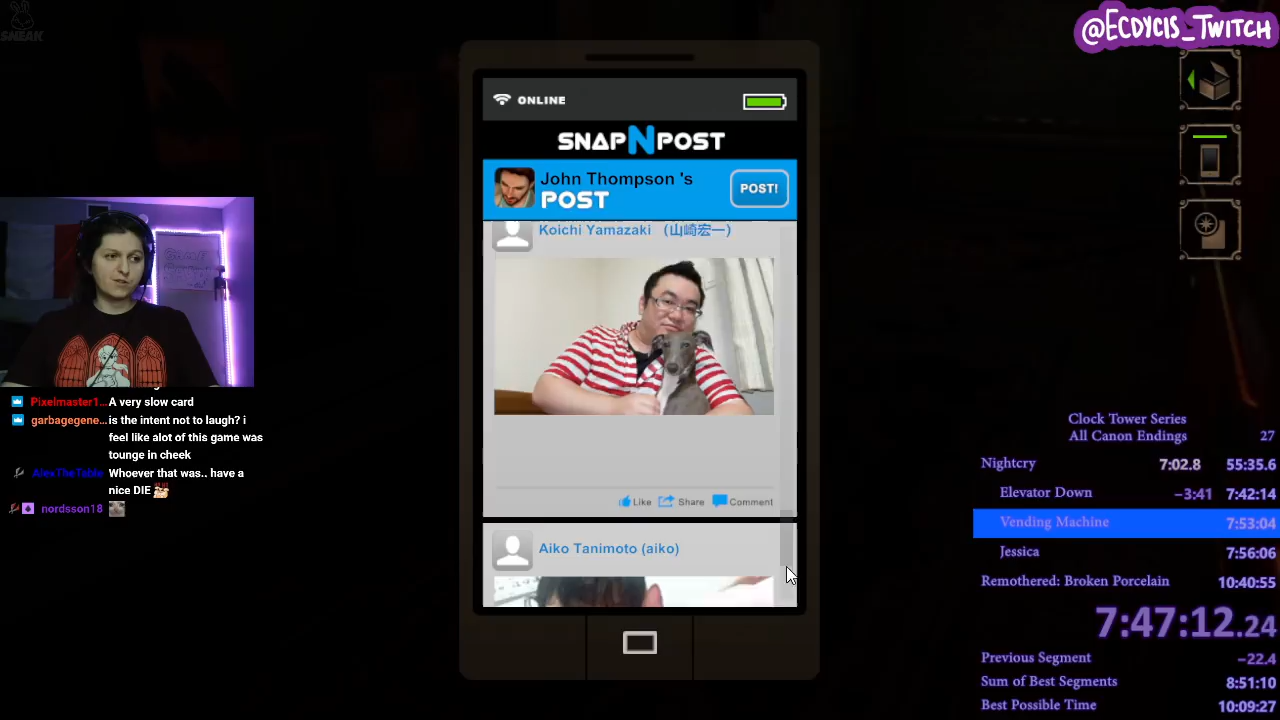 SNEAK
@ECDYCIS_TWITCH
ONLINE
SNAPNPOST
John Thompson 's
POST
POST!
Koichi Yamazaki (山崎宏一)
Like Share Comment
Aiko Tanimoto (aiko)
Pixelmaster1... A very slow card
garbagegene... is the intent not to laugh? i
feel like alot of this game was
tounge in cheek
AlexTheTable Whoever that was.. have a
nice DIE
nordsson18
Clock Tower Series
All Canon Endings 27
Nightcry 7:02.8 55:35.6
Elevator Down −3:41 7:42:14
Vending Machine 7:53:04
Jessica 7:56:06
Remothered: Broken Porcelain 10:40:55
7:47:12.24
Previous Segment −22.4
Sum of Best Segments 8:51:10
Best Possible Time 10:09:27